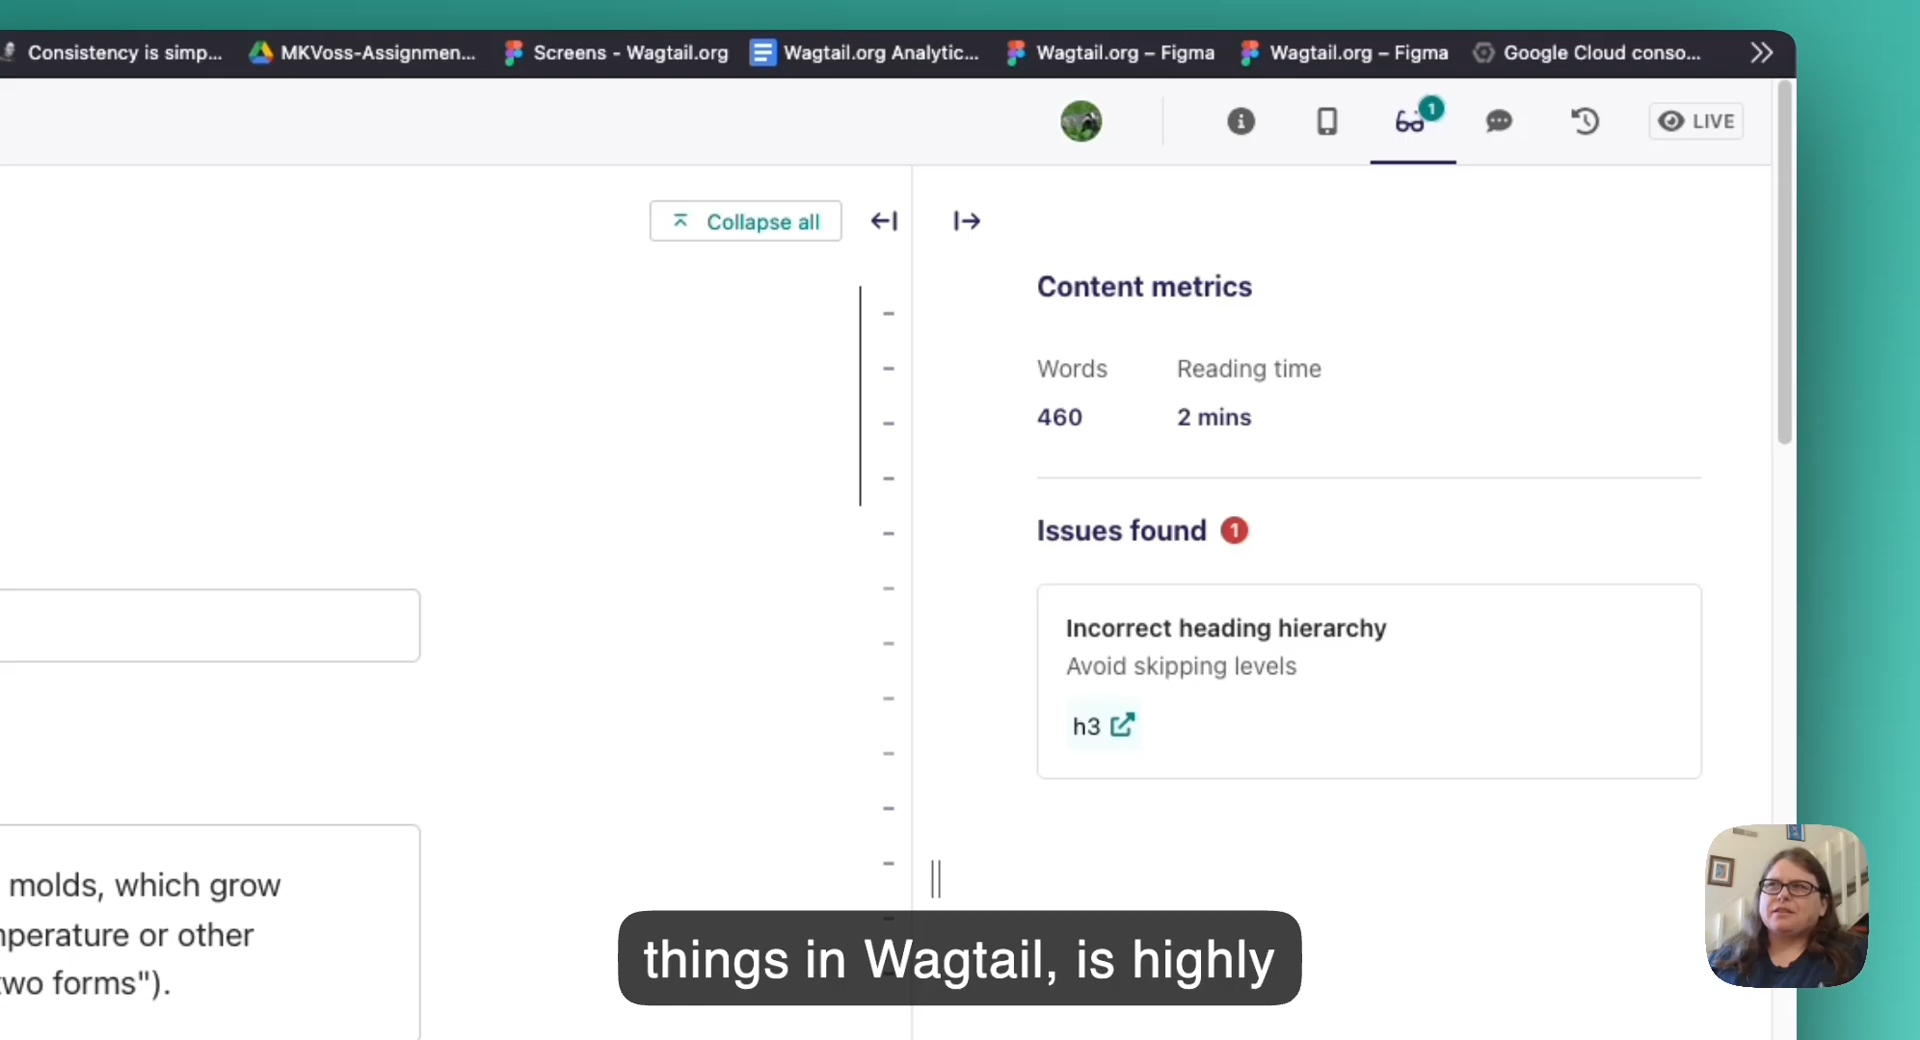 Consistency is simp... MKVoss-Assignmen... Screens - Wagtail.org Wagtail.org Analytic... Wagtail.org – Figma Wagtail.org – Figma Google Cloud conso...
1
LIVE
Collapse all
Content metrics
Words Reading time
460 2 mins
Issues found 1
Incorrect heading hierarchy
Avoid skipping levels
h3
molds, which grow
perature or other
wo forms").
things in Wagtail, is highly